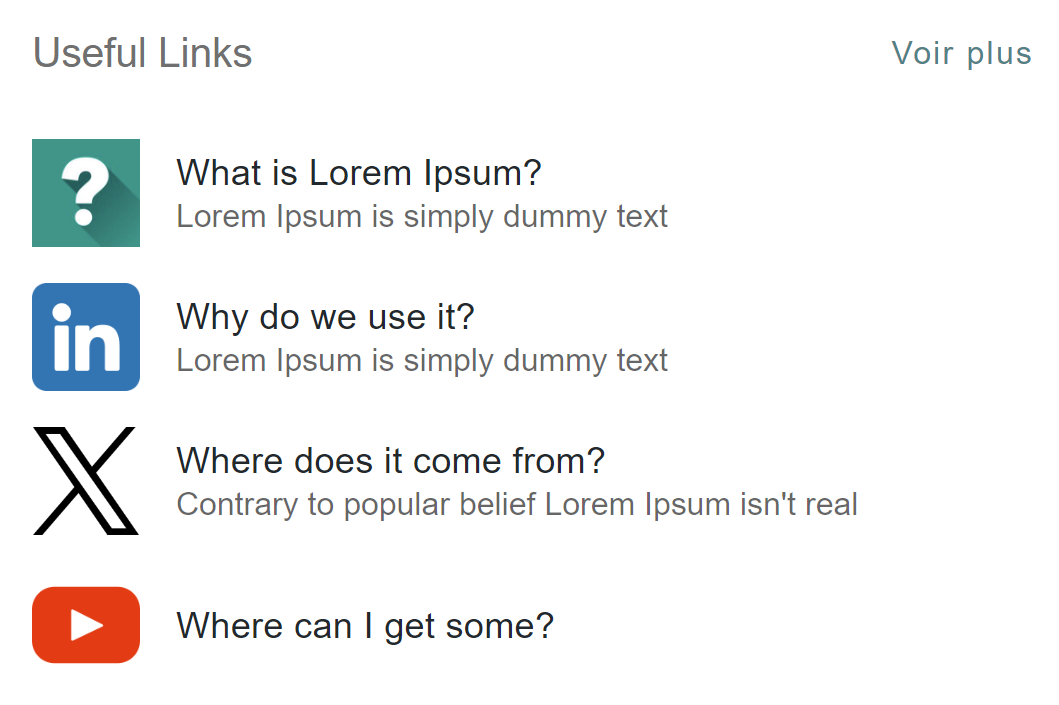 Useful Links
Voir plus
?
What is Lorem Ipsum?
Lorem Ipsum is simply dummy text
in
Why do we use it?
Lorem Ipsum is simply dummy text
X
Where does it come from?
Contrary to popular belief Lorem Ipsum isn't real
Where can I get some?